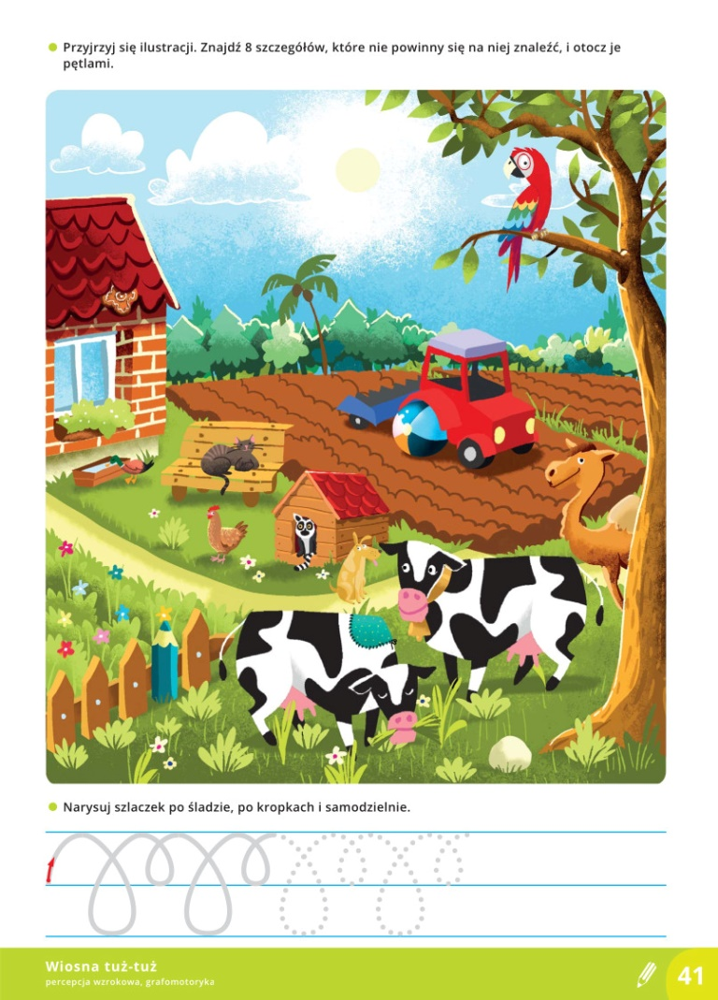 Przyjrzyj się ilustracji. Znajdź 8 szczegółów, które nie powinny się na niej znaleźć, i otocz je
pętlami.
Narysuj szlaczek po śladzie, po kropkach i samodzielnie.
Wiosna tuż-tuż
percepcja wzrokowa, grafomotoryka
41